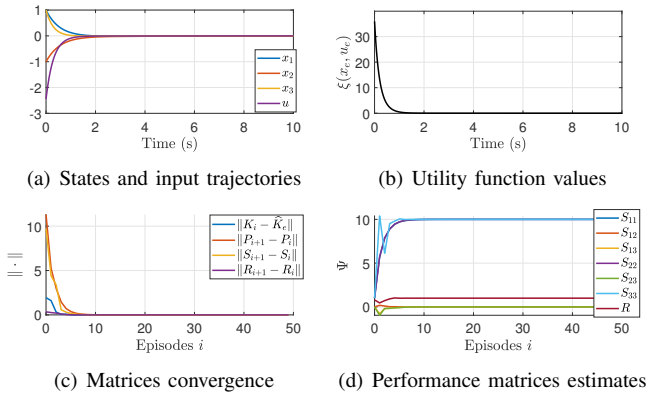 1
0
-1
-2
-3
0 2 4 6 8 10
Time (s)
x₁
x₂
x₃
u
(a) States and input trajectories
ξ(xₑ, uₑ)
30
20
10
0
0 2 4 6 8 10
Time (s)
(b) Utility function values
‖ · ‖
10
5
0
0 10 20 30 40 50
Episodes i
‖Kᵢ − K̂ₑ‖
‖Pᵢ₊₁ − Pᵢ‖
‖Sᵢ₊₁ − Sᵢ‖
‖Rᵢ₊₁ − Rᵢ‖
(c) Matrices convergence
Ψ
10
5
0
0 10 20 30 40 50
Episodes i
S₁₁
S₁₂
S₁₃
S₂₂
S₂₃
S₃₃
R
(d) Performance matrices estimates